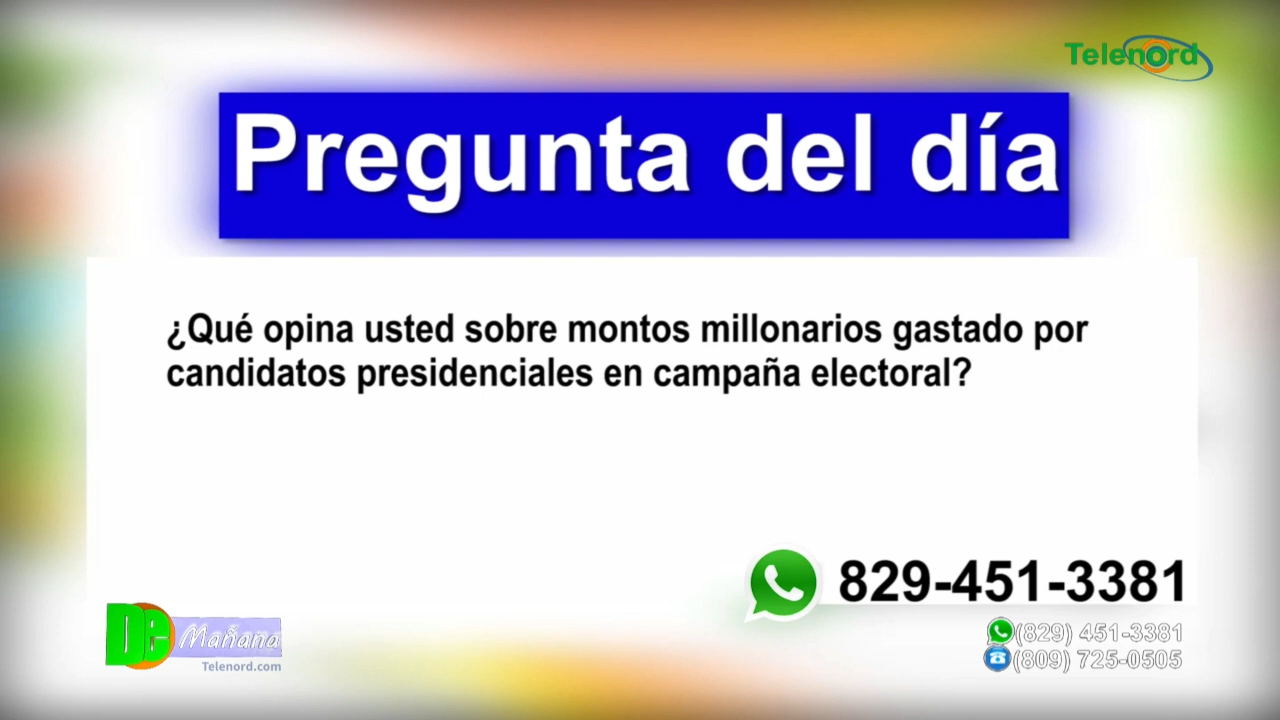 Telenord
Pregunta del día
¿Qué opina usted sobre montos millonarios gastado por
candidatos presidenciales en campaña electoral?
829-451-3381
De Mañana
Telenord.com
(829) 451-3381
(809) 725-0505